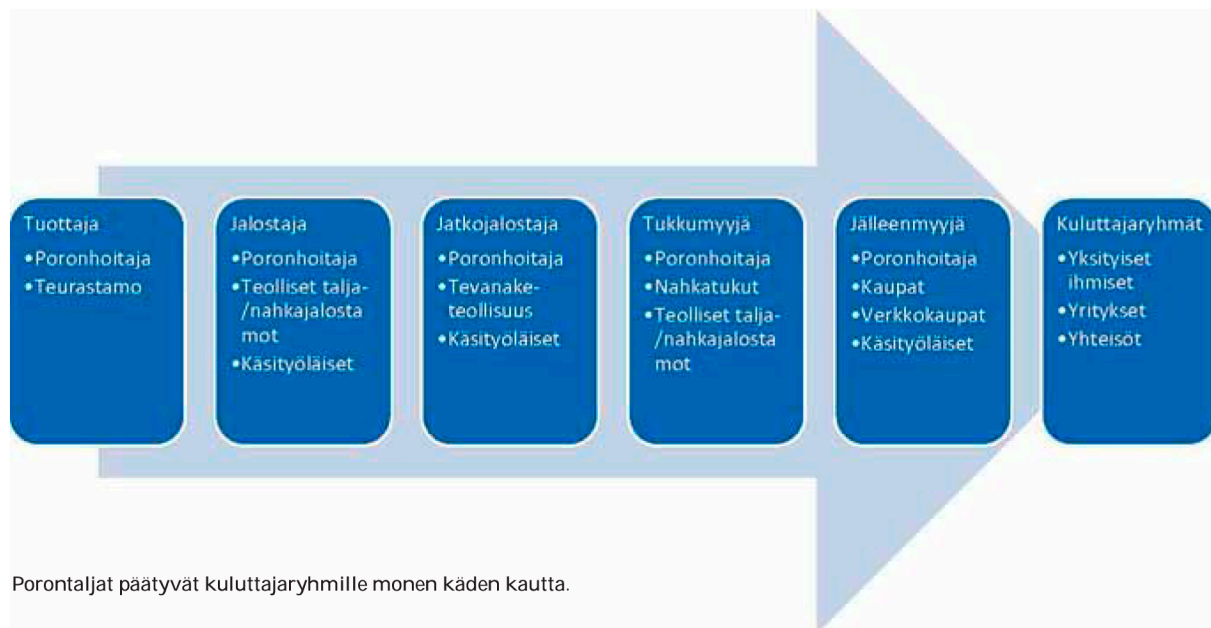 Tuottaja
•Poronhoitaja
•Teurastamo
Jalostaja
•Poronhoitaja
•Teolliset talja-
/nahkajalosta
mot
•Käsityöläiset
Jatkojalostaja
•Poronhoitaja
•Tevanake-
teollisuus
•Käsityöläiset
Tukkumyyjä
•Poronhoitaja
•Nahkatukut
•Teolliset talja-
/nahkajalosta
mot
Jälleenmyyjä
•Poronhoitaja
•Kaupat
•Verkkokaupat
•Käsityöläiset
Kuluttajaryhmät
•Yksityiset
ihmiset
•Yritykset
•Yhteisöt
Porontaljat päätyvät kuluttajaryhmille monen käden kautta.